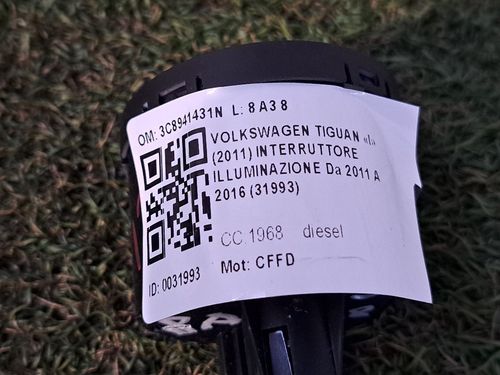 OM: 3C8941431N L: 8A38
VOLKSWAGEN TIGUAN «I»
(2011) INTERRUTTORE
ILLUMINAZIONE Da 2011 A
2016 (31993)
CC 1968 diesel
Mot: CFFD
ID: 0031993